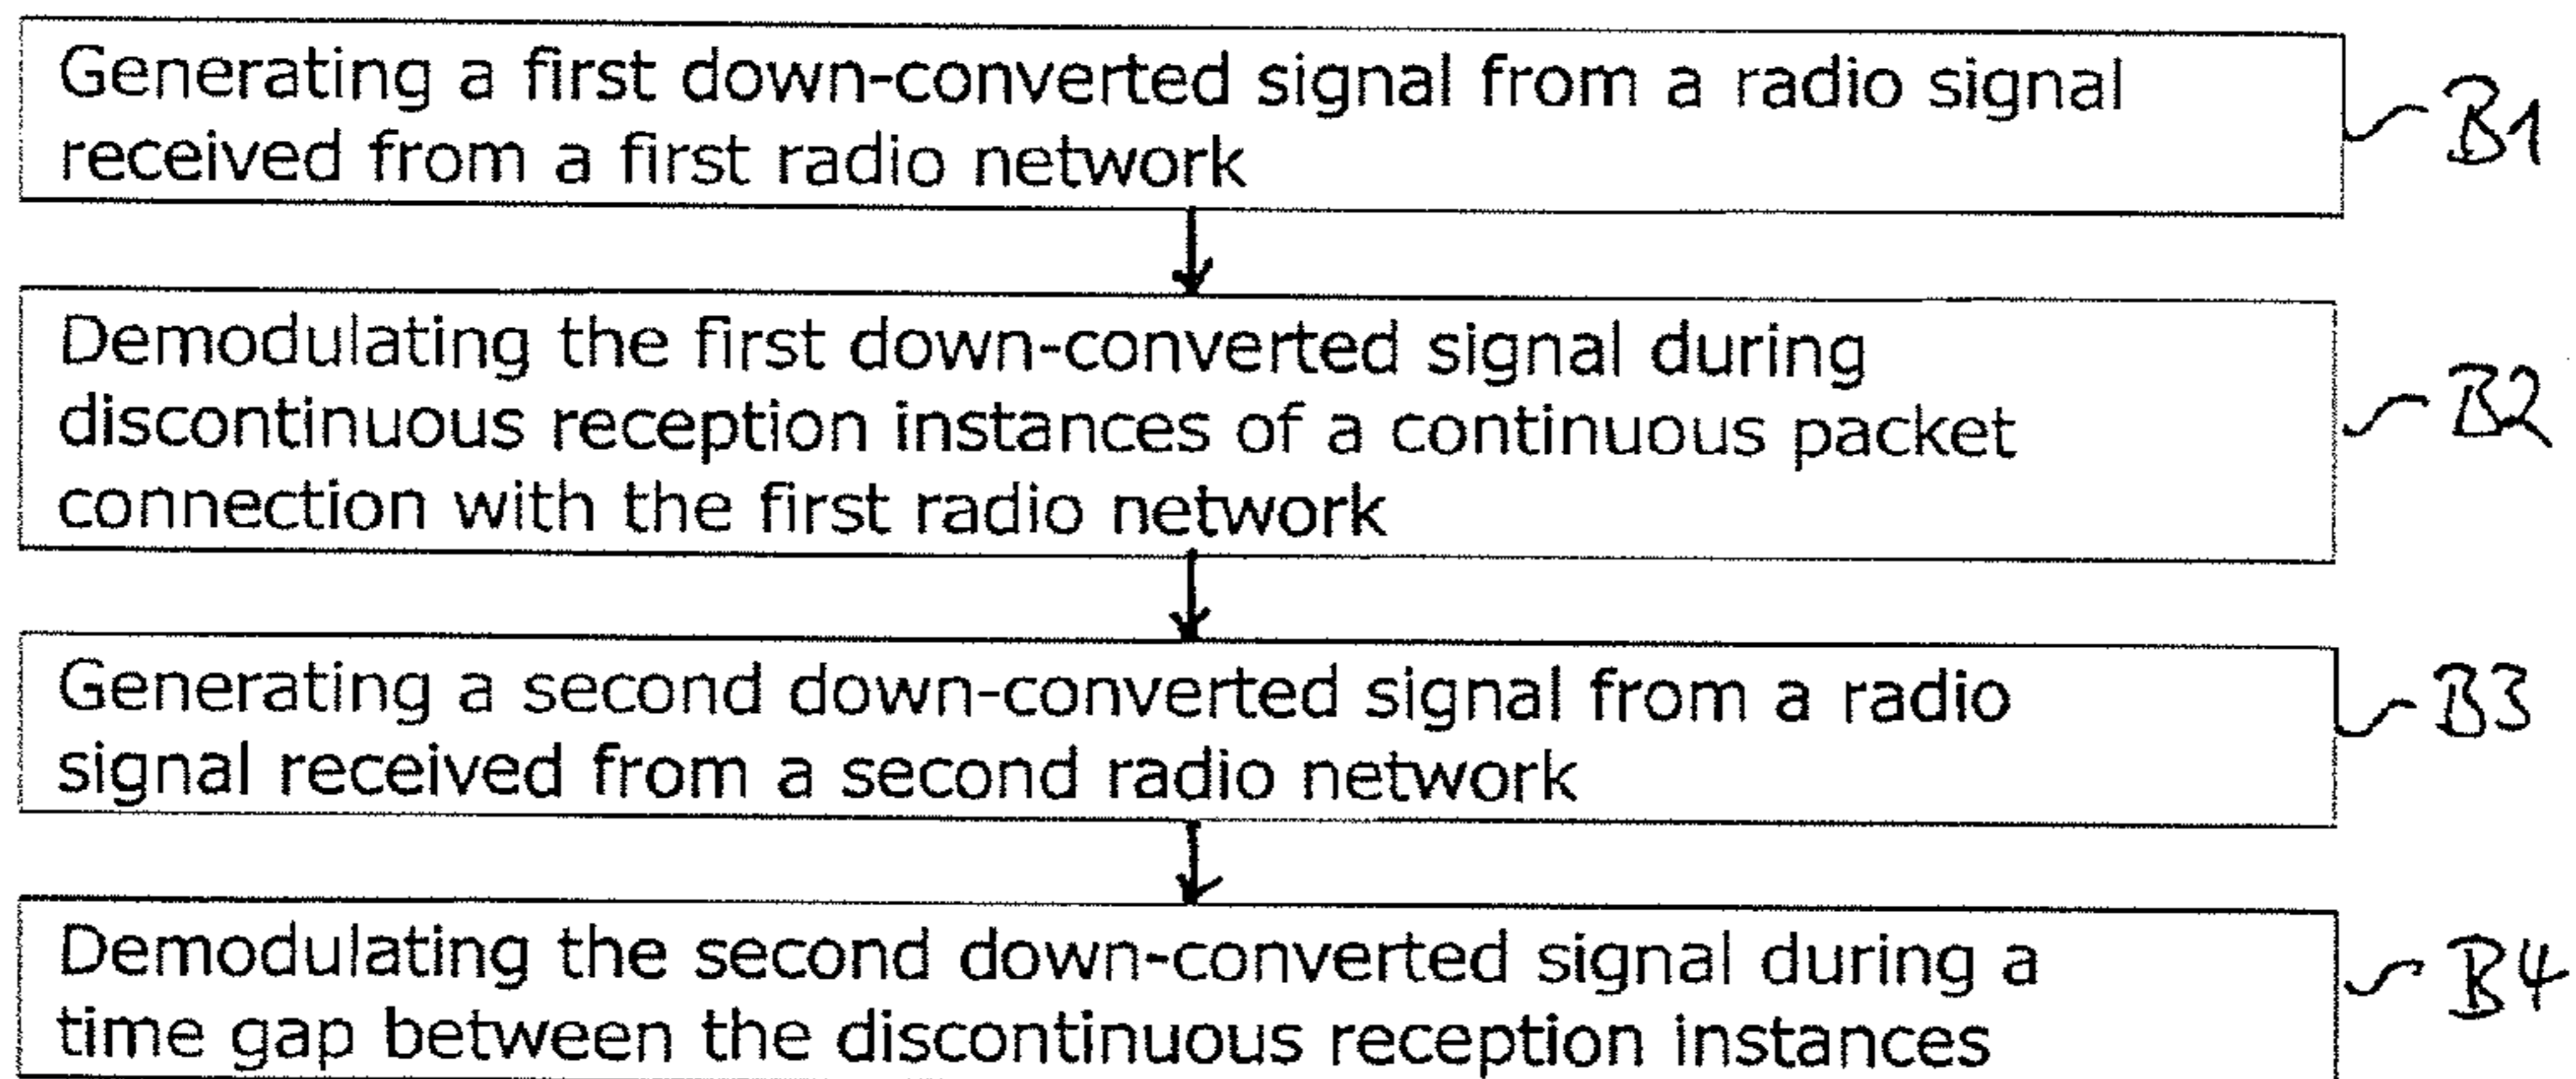 Generating a first down-converted signal from a radio signal
received from a first radio network
B1
Demodulating the first down-converted signal during
discontinuous reception instances of a continuous packet
connection with the first radio network
B2
Generating a second down-converted signal from a radio
signal received from a second radio network
B3
Demodulating the second down-converted signal during a
time gap between the discontinuous reception instances
B4